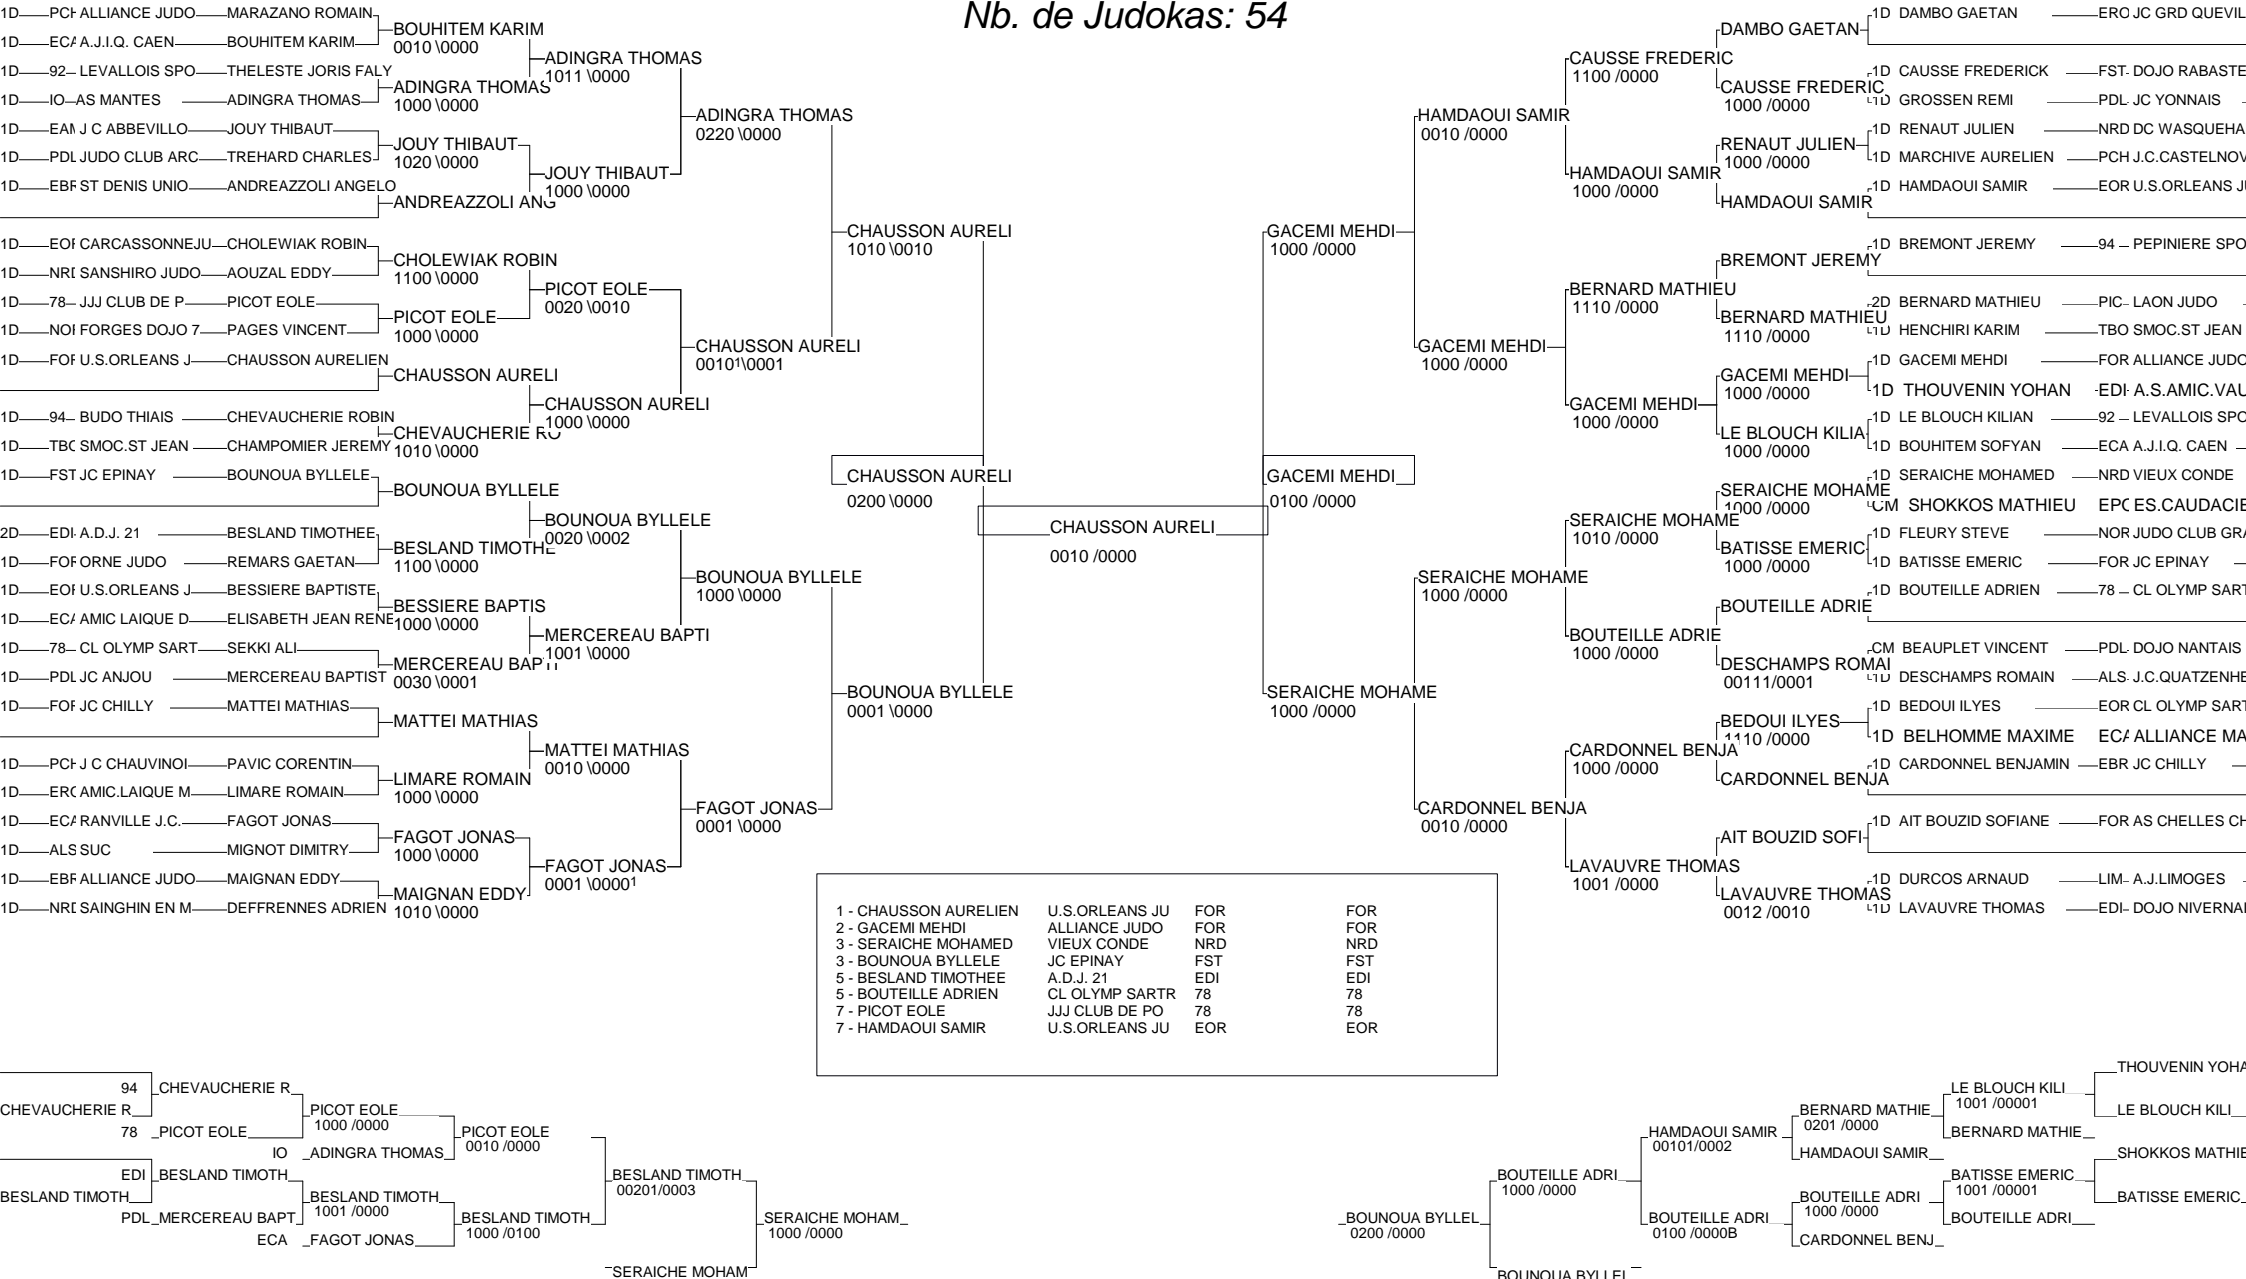 Nb. de Judokas: 54
1D PCH ALLIANCE JUDO MARAZANO ROMAIN
1D ECA A.J.I.Q. CAEN BOUHITEM KARIM
1D 92 LEVALLOIS SPO THELESTE JORIS FALY
1D IO AS MANTES ADINGRA THOMAS
1D EAM J C ABBEVILLO JOUY THIBAUT
1D PDL JUDO CLUB ARC TREHARD CHARLES
1D EBR ST DENIS UNIO ANDREAZZOLI ANGELO
1D EOR CARCASSONNEJU CHOLEWIAK ROBIN
1D NRD SANSHIRO JUDO AOUZAL EDDY
1D 78 JJJ CLUB DE P PICOT EOLE
1D NOR FORGES DOJO 7 PAGES VINCENT
1D FOR U.S.ORLEANS J CHAUSSON AURELIEN
1D 94 BUDO THIAIS CHEVAUCHERIE ROBIN
1D TBO SMOC.ST JEAN CHAMPOMIER JEREMY
1D FST JC EPINAY BOUNOUA BYLLELE
2D EDI A.D.J. 21 BESLAND TIMOTHEE
1D FOR ORNE JUDO REMARS GAETAN
1D EOR U.S.ORLEANS J BESSIERE BAPTISTE
1D ECA AMIC LAIQUE D ELISABETH JEAN RENE
1D 78 CL OLYMP SART SEKKI ALI
1D PDL JC ANJOU MERCEREAU BAPTIST
1D FOR JC CHILLY MATTEI MATHIAS
1D PCH J C CHAUVINOI PAVIC CORENTIN
1D ERO AMIC.LAIQUE M LIMARE ROMAIN
1D ECA RANVILLE J.C. FAGOT JONAS
1D ALS SUC MIGNOT DIMITRY
1D EBR ALLIANCE JUDO MAIGNAN EDDY
1D NRD SAINGHIN EN M DEFFRENNES ADRIEN
BOUHITEM KARIM
0010 \0000
ADINGRA THOMAS
1000 \0000
JOUY THIBAUT
1020 \0000
ANDREAZZOLI ANG
CHOLEWIAK ROBIN
1100 \0000
PICOT EOLE
1000 \0000
CHAUSSON AURELI
CHEVAUCHERIE RO
1010 \0000
BOUNOUA BYLLELE
BESLAND TIMOTHE
1100 \0000
BESSIERE BAPTIS
1000 \0000
MERCEREAU BAPTI
0030 \0001
MATTEI MATHIAS
LIMARE ROMAIN
1000 \0000
FAGOT JONAS
1000 \0000
MAIGNAN EDDY
1010 \0000
ADINGRA THOMAS
1011 \0000
JOUY THIBAUT
1000 \0000
PICOT EOLE
0020 \0010
CHAUSSON AURELI
1000 \0000
BOUNOUA BYLLELE
0020 \0002
MERCEREAU BAPTI
1001 \0000
MATTEI MATHIAS
0010 \0000
FAGOT JONAS
0001 \00001
ADINGRA THOMAS
0220 \0000
CHAUSSON AURELI
00101\0001
BOUNOUA BYLLELE
1000 \0000
FAGOT JONAS
0001 \0000
CHAUSSON AURELI
1010 \0010
BOUNOUA BYLLELE
0001 \0000
CHAUSSON AURELI
0200 \0000
CHAUSSON AURELI
0010 /0000
GACEMI MEHDI
0100 /0000
GACEMI MEHDI
1000 /0000
SERAICHE MOHAME
1000 /0000
HAMDAOUI SAMIR
0010 /0000
GACEMI MEHDI
1000 /0000
SERAICHE MOHAME
1000 /0000
CARDONNEL BENJA
0010 /0000
CAUSSE FREDERIC
1100 /0000
HAMDAOUI SAMIR
1000 /0000
BERNARD MATHIEU
1110 /0000
GACEMI MEHDI
1000 /0000
SERAICHE MOHAME
1010 /0000
BOUTEILLE ADRIE
1000 /0000
CARDONNEL BENJA
1000 /0000
LAVAUVRE THOMAS
1001 /0000
DAMBO GAETAN
CAUSSE FREDERIC
1000 /0000
RENAUT JULIEN
1000 /0000
HAMDAOUI SAMIR
BREMONT JEREMY
BERNARD MATHIEU
1110 /0000
GACEMI MEHDI
1000 /0000
LE BLOUCH KILIA
1000 /0000
SERAICHE MOHAME
1000 /0000
BATISSE EMERIC
1000 /0000
BOUTEILLE ADRIE
DESCHAMPS ROMAI
00111/0001
BEDOUI ILYES
1110 /0000
CARDONNEL BENJA
AIT BOUZID SOFI
LAVAUVRE THOMAS
0012 /0010
1D DAMBO GAETAN ERO JC GRD QUEVIL
1D CAUSSE FREDERICK FST DOJO RABASTE
1D GROSSEN REMI PDL JC YONNAIS
1D RENAUT JULIEN NRD DC WASQUEHA
1D MARCHIVE AURELIEN PCH J.C.CASTELNOV
1D HAMDAOUI SAMIR EOR U.S.ORLEANS JU
1D BREMONT JEREMY 94 PEPINIERE SPO
2D BERNARD MATHIEU PIC LAON JUDO
1D HENCHIRI KARIM TBO SMOC.ST JEAN
1D GACEMI MEHDI FOR ALLIANCE JUDO
1D THOUVENIN YOHAN EDI A.S.AMIC.VAU
1D LE BLOUCH KILIAN 92 LEVALLOIS SPO
1D BOUHITEM SOFYAN ECA A.J.I.Q. CAEN
1D SERAICHE MOHAMED NRD VIEUX CONDE
CM SHOKKOS MATHIEU EPC ES.CAUDACIE
1D FLEURY STEVE NOR JUDO CLUB GRA
1D BATISSE EMERIC FOR JC EPINAY
1D BOUTEILLE ADRIEN 78 CL OLYMP SART
CM BEAUPLET VINCENT PDL DOJO NANTAIS
1D DESCHAMPS ROMAIN ALS J.C.QUATZENHE
1D BEDOUI ILYES EOR CL OLYMP SART
1D BELHOMME MAXIME ECA ALLIANCE MA
1D CARDONNEL BENJAMIN EBR JC CHILLY
1D AIT BOUZID SOFIANE FOR AS CHELLES CH
1D DURCOS ARNAUD LIM A.J.LIMOGES
1D LAVAUVRE THOMAS EDI DOJO NIVERNAI
1 - CHAUSSON AURELIEN U.S.ORLEANS JU FOR FOR
2 - GACEMI MEHDI ALLIANCE JUDO FOR FOR
3 - SERAICHE MOHAMED VIEUX CONDE NRD NRD
3 - BOUNOUA BYLLELE JC EPINAY FST FST
5 - BESLAND TIMOTHEE A.D.J. 21 EDI EDI
5 - BOUTEILLE ADRIEN CL OLYMP SARTR 78 78
7 - PICOT EOLE JJJ CLUB DE PO 78 78
7 - HAMDAOUI SAMIR U.S.ORLEANS JU EOR EOR
94
CHEVAUCHERIE R
CHEVAUCHERIE R
78 PICOT EOLE
PICOT EOLE
1000 /0000
IO ADINGRA THOMAS
PICOT EOLE
0010 /0000
EDI BESLAND TIMOTH
BESLAND TIMOTH
PDL MERCEREAU BAPT
BESLAND TIMOTH
1001 /0000
ECA FAGOT JONAS
BESLAND TIMOTH
1000 /0100
BESLAND TIMOTH
00201/0003
SERAICHE MOHAM
SERAICHE MOHAM
1000 /0000
BOUNOUA BYLLEL
0200 /0000
BOUTEILLE ADRI
1000 /0000
BOUNOUA BYLLEL
HAMDAOUI SAMIR
00101/0002
BOUTEILLE ADRI
0100 /0000B
BERNARD MATHIE
0201 /0000
HAMDAOUI SAMIR
BOUTEILLE ADRI
1000 /0000
CARDONNEL BENJ
LE BLOUCH KILI
1001 /00001
BERNARD MATHIE
BATISSE EMERIC
1001 /00001
BOUTEILLE ADRI
THOUVENIN YOHA
LE BLOUCH KILI
SHOKKOS MATHIE
BATISSE EMERIC